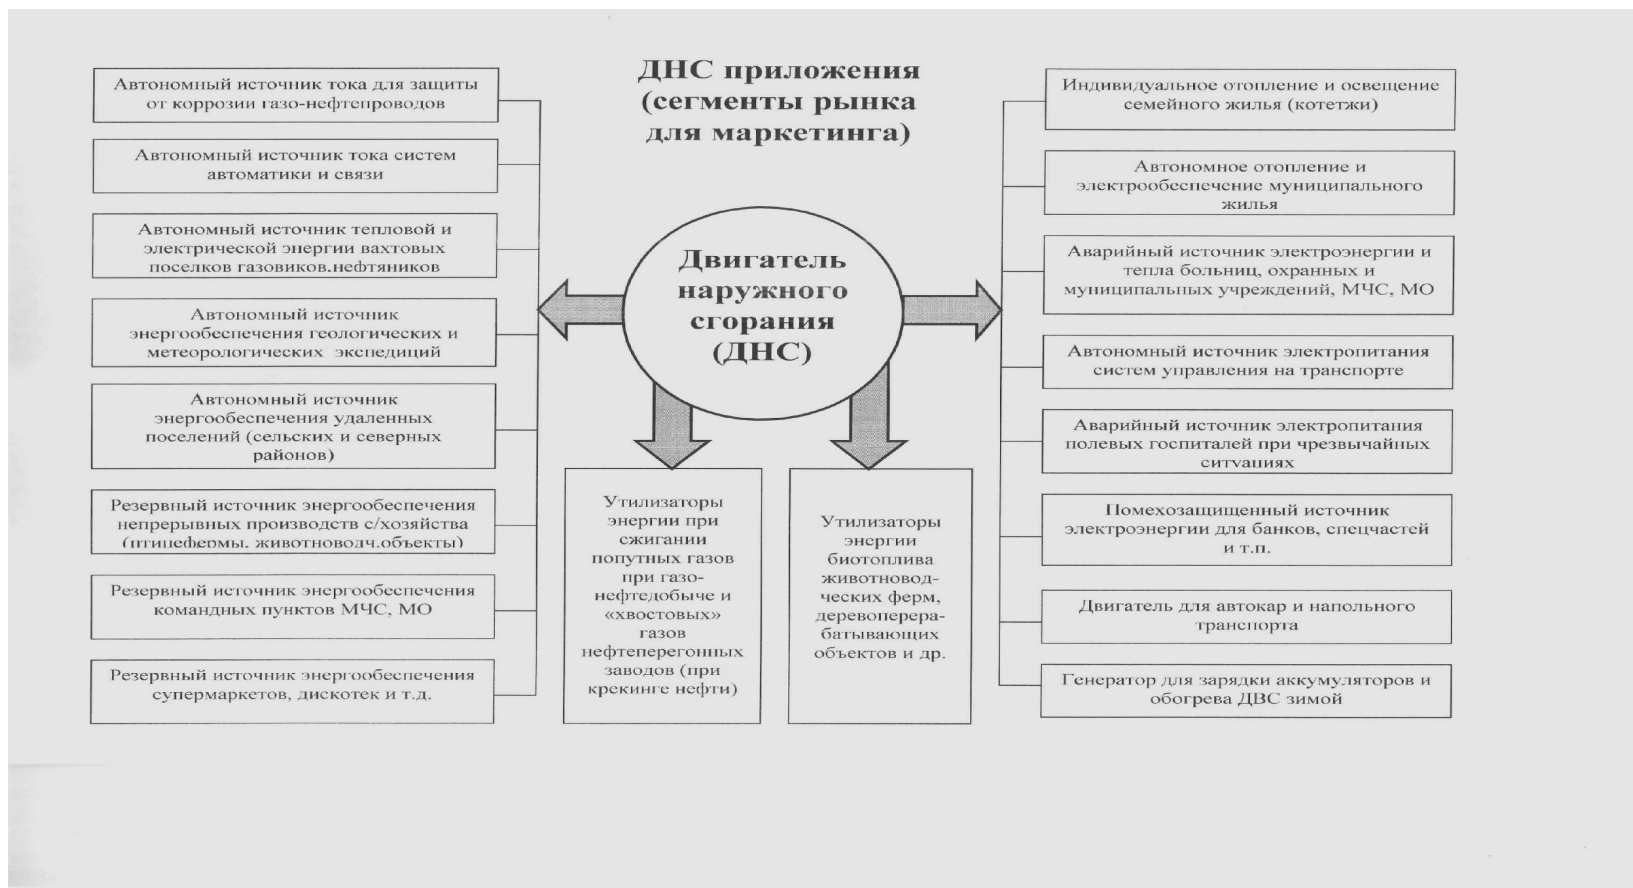 ДНС приложения
(сегменты рынка
для маркетинга)
Автономный источник тока для защиты
от коррозии газо-нефтепроводов
Автономный источник тока систем
автоматики и связи
Автономный источник тепловой и
электрической энергии вахтовых
поселков газовиков.нефтяников
Автономный источник
энергообеспечения геологических и
метеорологических экспедиций
Автономный источник
энергообеспечения удаленных
поселений (сельских и северных
районов)
Резервный источник энергообеспечения
непрерывных производств с/хозяйства
(птицефермы, животноводч.объекты)
Резервный источник энергообеспечения
командных пунктов МЧС, МО
Резервный источник энергообеспечения
супермаркетов, дискотек и т.д.
Двигатель
наружного
сгорания
(ДНС)
Утилизаторы
энергии при
сжигании
попутных газов
при газо-
нефтедобыче и
«хвостовых»
газов
нефтеперегонных
заводов (при
крекинге нефти)
Утилизаторы
энергии
биотоплива
животновод-
ческих ферм,
деревоперера-
батывающих
объектов и др.
Индивидуальное отопление и освещение
семейного жилья (котетжи)
Автономное отопление и
электрообеспечение муниципального
жилья
Аварийный источник электроэнергии и
тепла больниц, охранных и
муниципальных учреждений, МЧС, МО
Автономный источник электропитания
систем управления на транспорте
Аварийный источник электропитания
полевых госпиталей при чрезвычайных
ситуациях
Помехозащищенный источник
электроэнергии для банков, спецчастей
и т.п.
Двигатель для автокар и напольного
транспорта
Генератор для зарядки аккумуляторов и
обогрева ДВС зимой